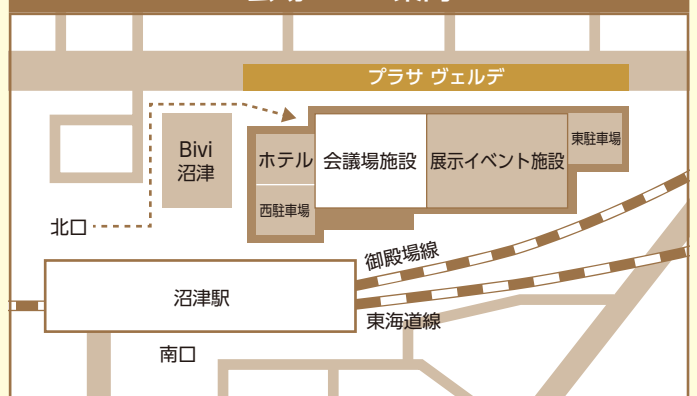 プラサ ヴェルデ
Bivi
沼津
ホテル
会議場施設
展示イベント施設
東駐車場
西駐車場
北口
御殿場線
沼津駅
東海道線
南口